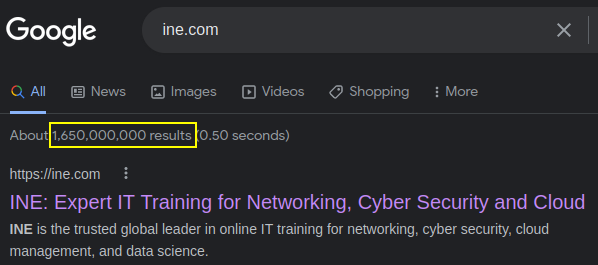 Google ine.com
All News Images Videos Shopping More
About 1,650,000,000 results (0.50 seconds)
https://ine.com
INE: Expert IT Training for Networking, Cyber Security and Cloud
INE is the trusted global leader in online IT training for networking, cyber security, cloud
management, and data science.